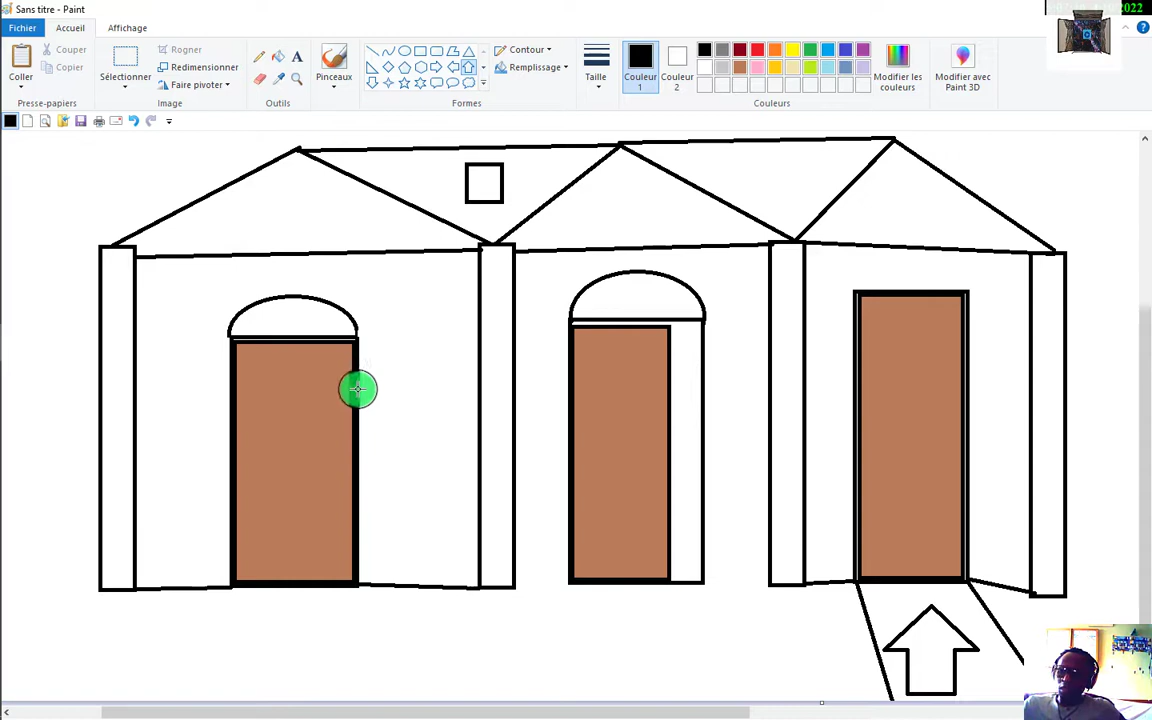 Sans titre - Paint
2022
Fichier
Accueil
Affichage
Coller
Couper
Copier
Presse-papiers
Sélectionner
Rogner
Redimensionner
Faire pivoter
Image
A
Outils
Pinceaux
Contour
Remplissage
Formes
Taille
Couleur
1
Couleur
2
Modifier les
couleurs
Couleurs
Modifier avec
Paint 3D